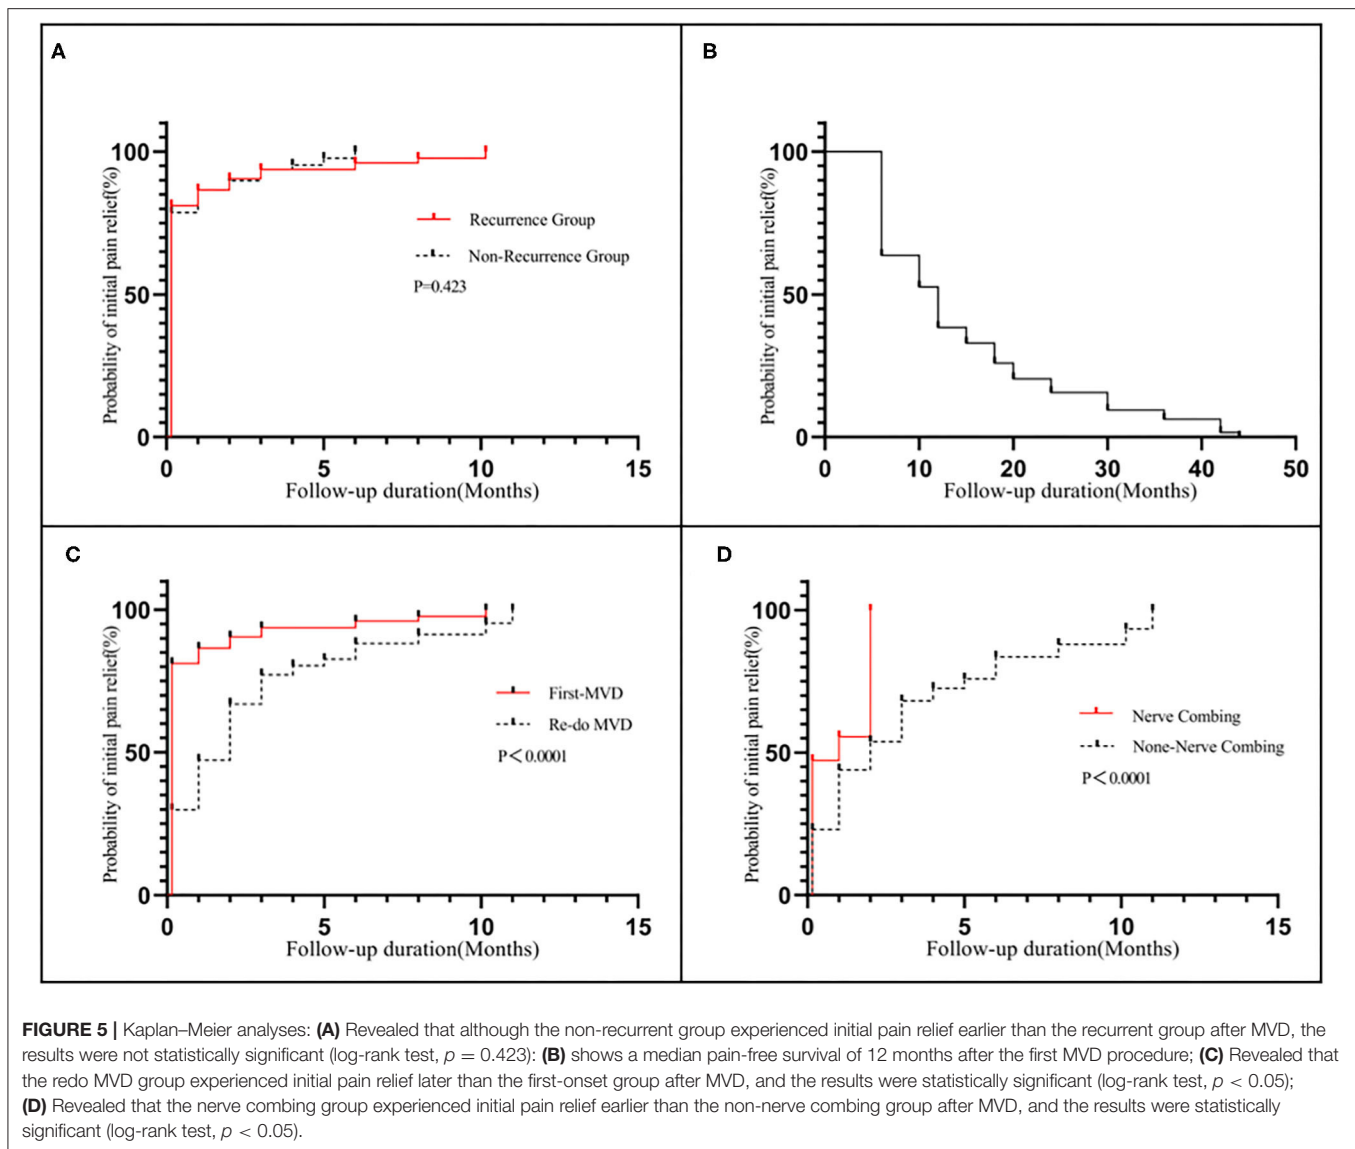 A
Probability of initial pain relief(%)
100
50
0
0 5 10 15
Follow-up duration(Months)
Recurrence Group
Non-Recurrence Group
P=0.423
B
Probability of initial pain relief(%)
100
50
0
0 10 20 30 40 50
Follow-up duration(Months)
C
Probability of initial pain relief(%)
100
50
0
0 5 10 15
Follow-up duration(Months)
First-MVD
Re-do MVD
P<0.0001
D
Probability of initial pain relief(%)
100
50
0
0 5 10 15
Follow-up duration(Months)
Nerve Combing
None-Nerve Combing
P<0.0001
FIGURE 5 | Kaplan–Meier analyses: (A) Revealed that although the non-recurrent group experienced initial pain relief earlier than the recurrent group after MVD, the
results were not statistically significant (log-rank test, p = 0.423): (B) shows a median pain-free survival of 12 months after the first MVD procedure; (C) Revealed that
the redo MVD group experienced initial pain relief later than the first-onset group after MVD, and the results were statistically significant (log-rank test, p < 0.05);
(D) Revealed that the nerve combing group experienced initial pain relief earlier than the non-nerve combing group after MVD, and the results were statistically
significant (log-rank test, p < 0.05).